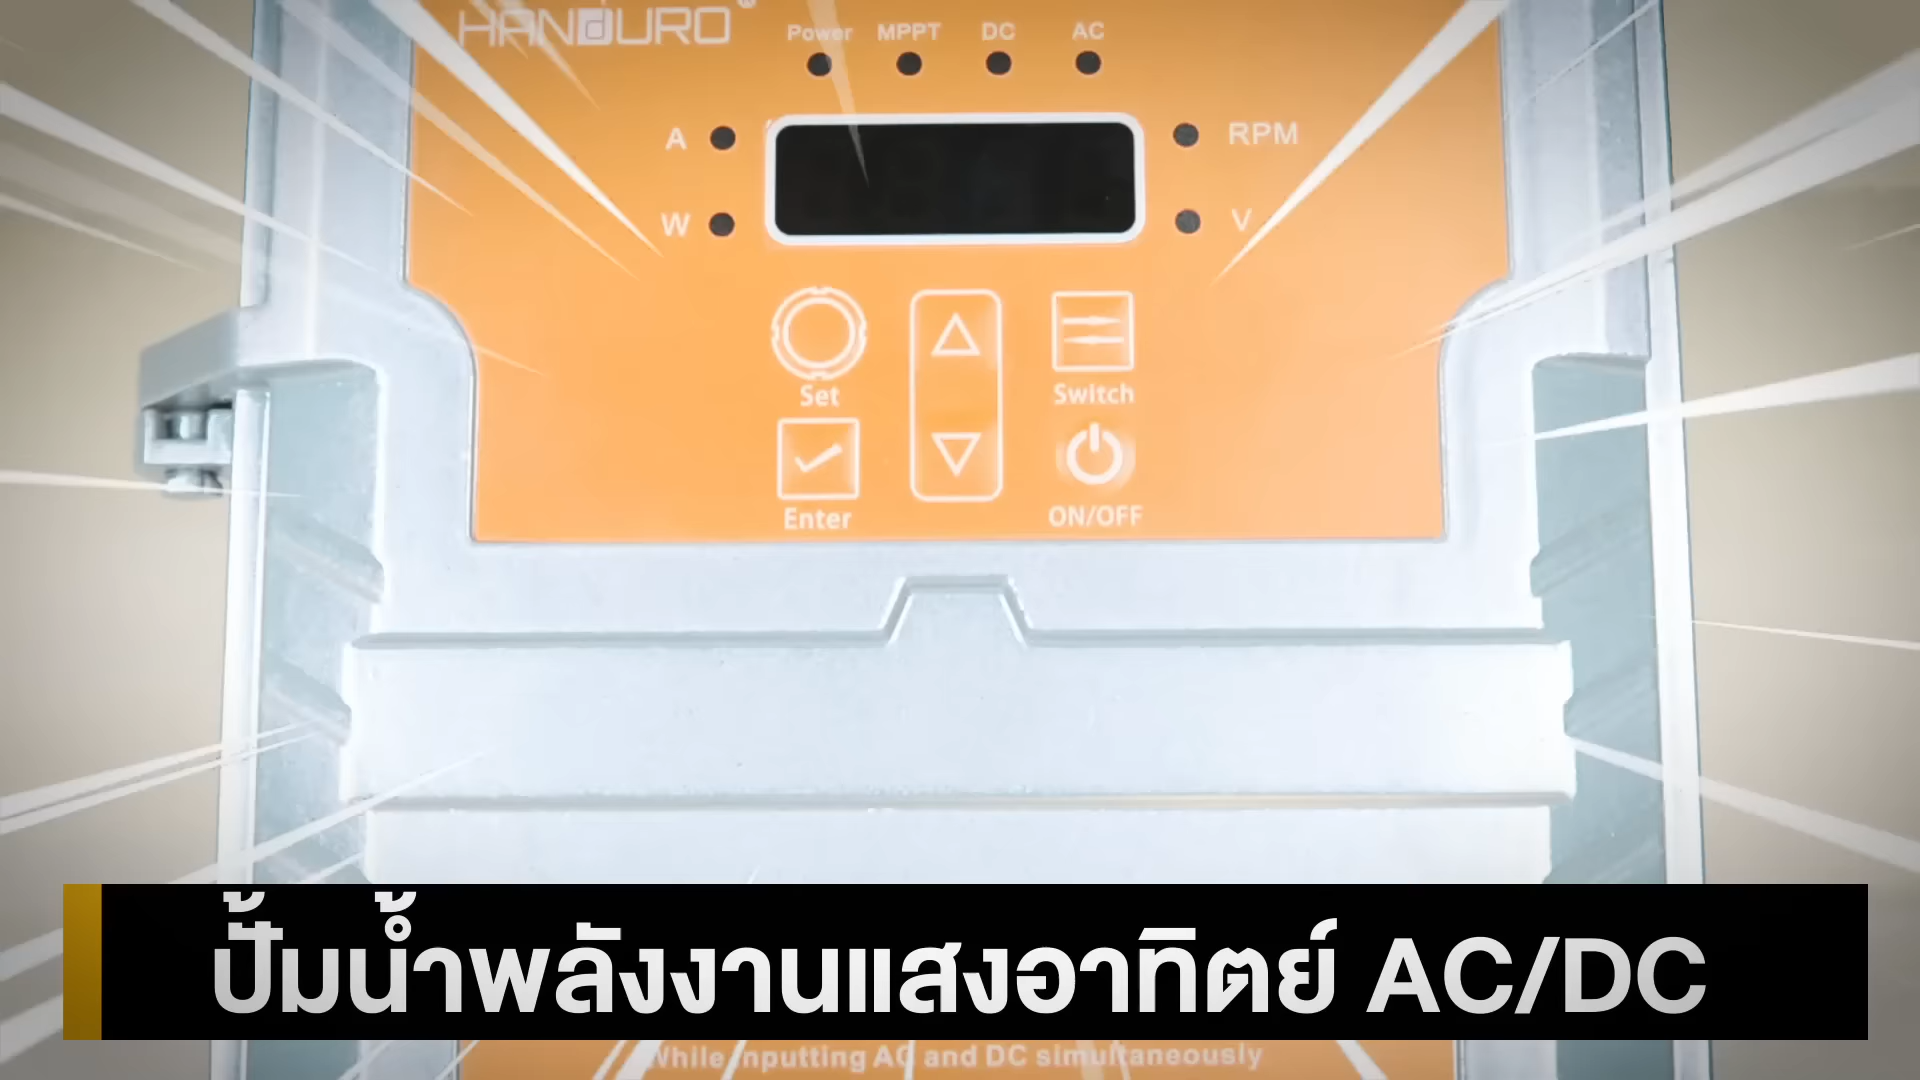 HANDURO
Power MPPT DC AC
A RPM
W V
Set Switch
Enter ON/OFF
ปั้มน้ำพลังงานแสงอาทิตย์ AC/DC
While inputting AC and DC simultaneously